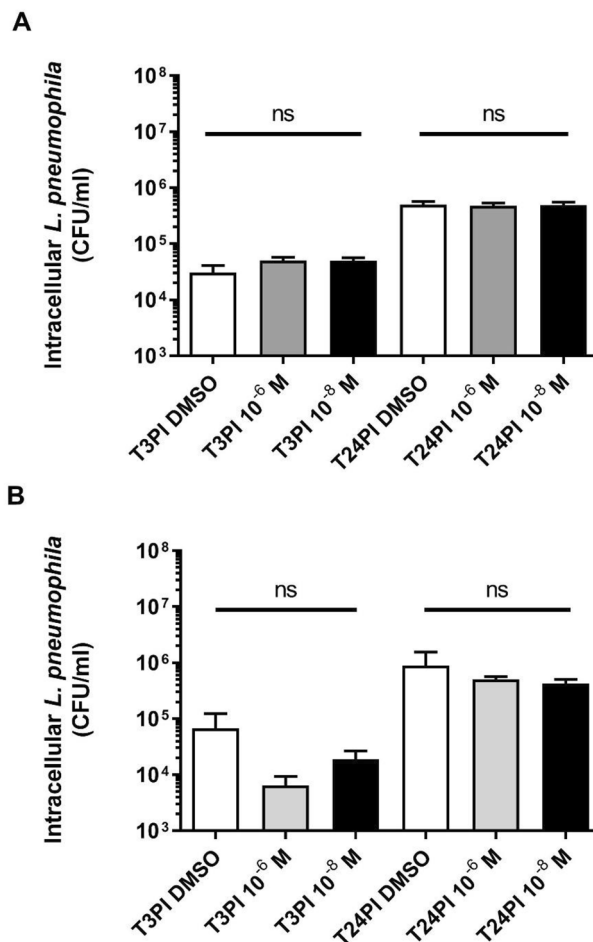 A
Intracellular L. pneumophila
(CFU/ml)
10⁸
10⁷
10⁶
10⁵
10⁴
10³
ns
ns
T3PI DMSO
T3PI 10⁻⁶ M
T3PI 10⁻⁸ M
T24PI DMSO
T24PI 10⁻⁶ M
T24PI 10⁻⁸ M
B
Intracellular L. pneumophila
(CFU/ml)
10⁸
10⁷
10⁶
10⁵
10⁴
10³
ns
ns
T3PI DMSO
T3PI 10⁻⁶ M
T3PI 10⁻⁸ M
T24PI DMSO
T24PI 10⁻⁶ M
T24PI 10⁻⁸ M